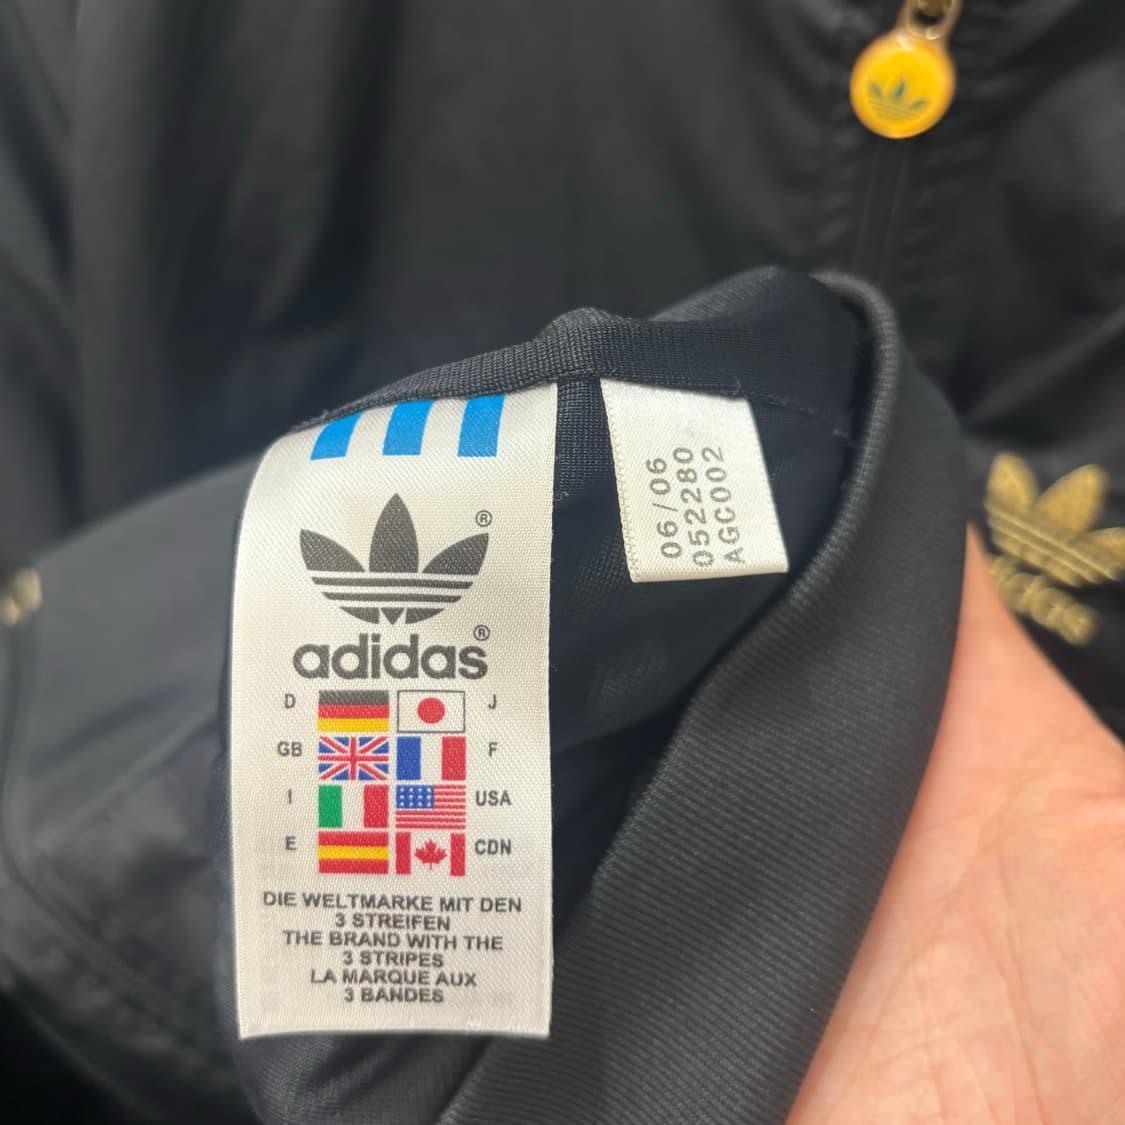 ®
adidas®
D J
GB F
I USA
E CDN
DIE WELTMARKE MIT DEN
3 STREIFEN
THE BRAND WITH THE
3 STRIPES
LA MARQUE AUX
3 BANDES
06/06
052280
AGC002
adidas